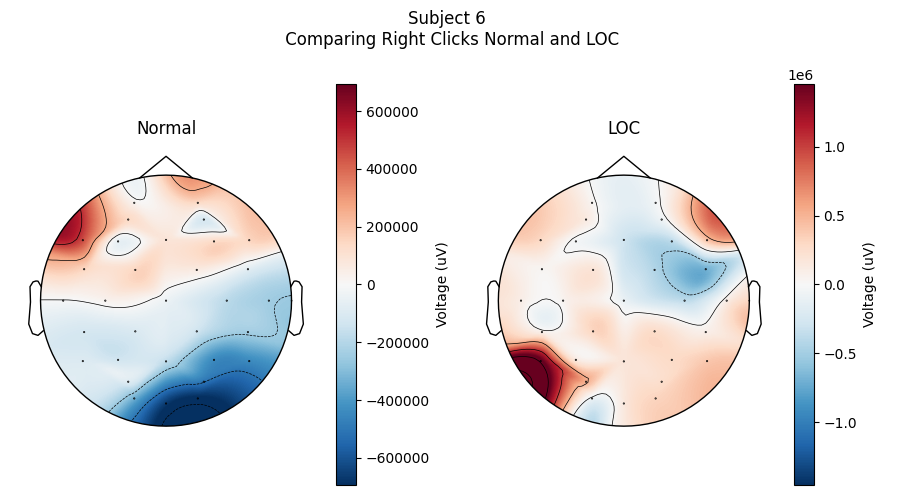 Subject 6
Comparing Right Clicks Normal and LOC
Normal
600000
400000
200000
0
−200000
−400000
−600000
Voltage (uV)
LOC
1e6
1.0
0.5
0.0
−0.5
−1.0
Voltage (uV)